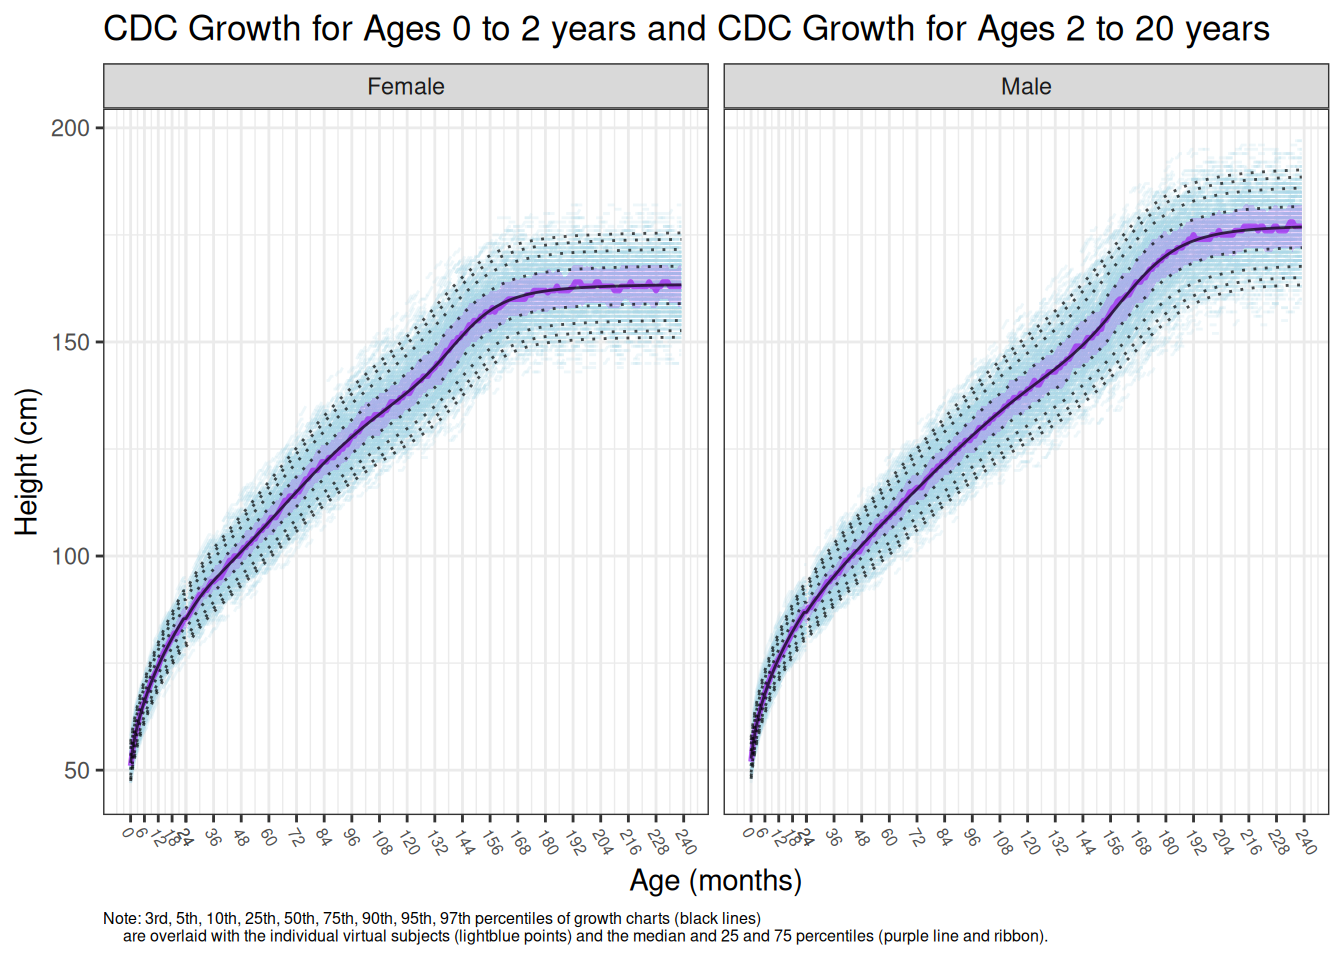 CDC Growth for Ages 0 to 2 years and CDC Growth for Ages 2 to 20 years
Female
Male
Height (cm)
200
150
100
50
0 6 12 18 24 36 48 60 72 84 96 108 120 132 144 156 168 180 192 204 216 228 240
0 6 12 18 24 36 48 60 72 84 96 108 120 132 144 156 168 180 192 204 216 228 240
Age (months)
Note: 3rd, 5th, 10th, 25th, 50th, 75th, 90th, 95th, 97th percentiles of growth charts (black lines)
are overlaid with the individual virtual subjects (lightblue points) and the median and 25 and 75 percentiles (purple line and ribbon).